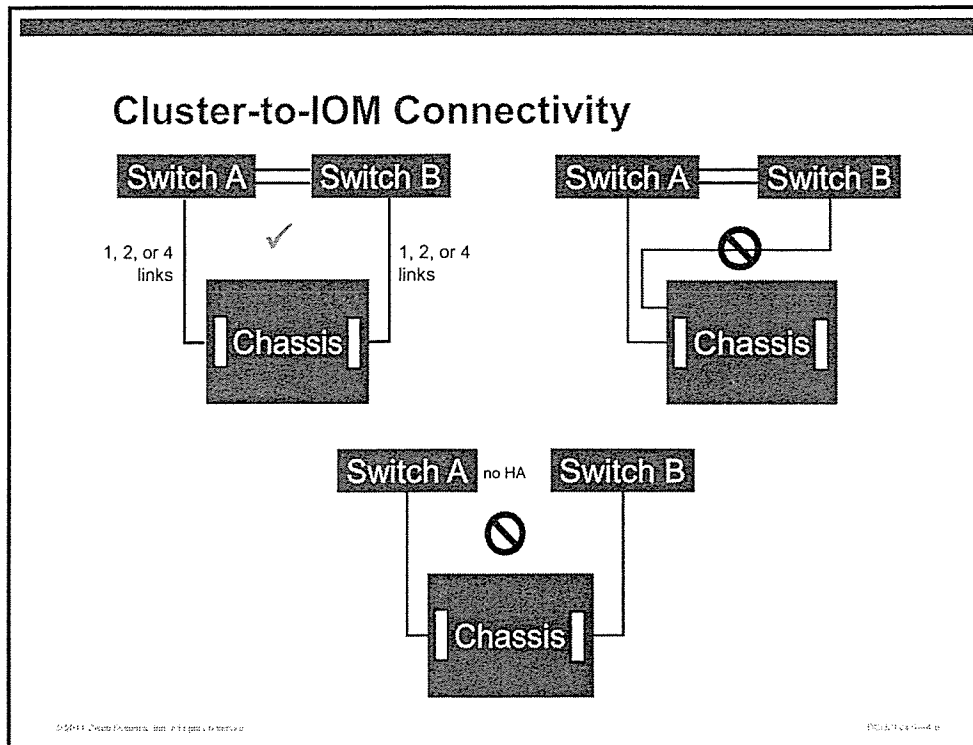 Cluster-to-IOM Connectivity
Switch A
Switch B
1, 2, or 4
links
1, 2, or 4
links
Chassis
Switch A
Switch B
Chassis
Switch A
no HA
Switch B
Chassis